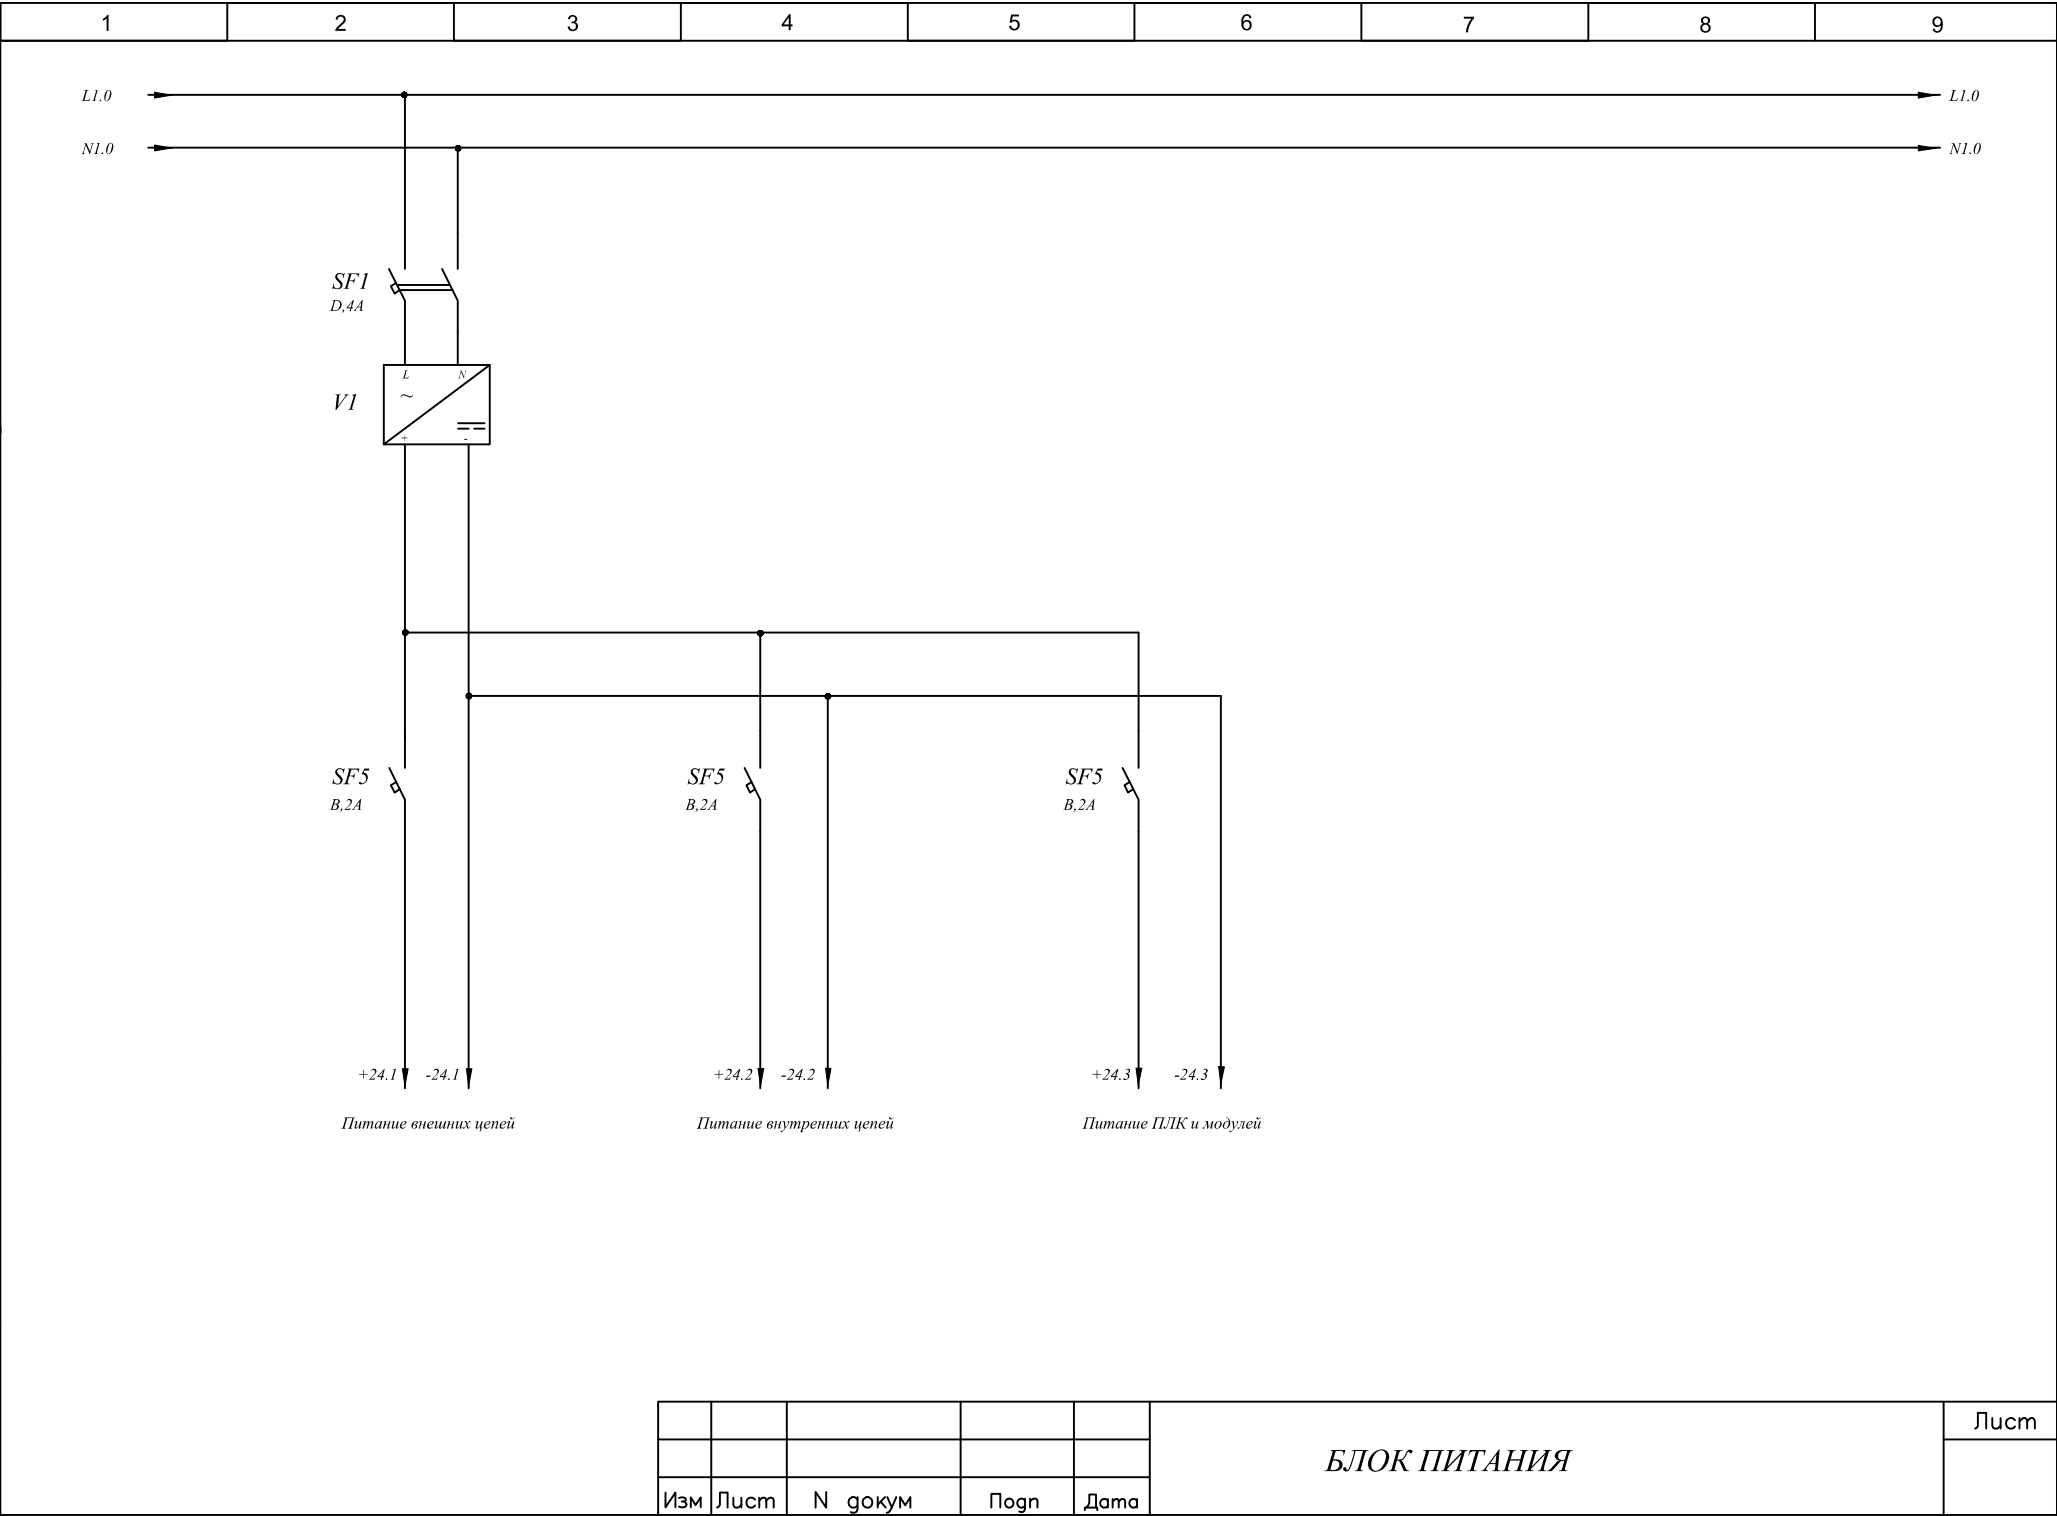 1 2 3 4 5 6 7 8 9
L1.0 L1.0
N1.0 N1.0
SF1
D,4A
L N
~
V1
+ -
SF5 SF5 SF5
B,2A B,2A B,2A
+24.1 -24.1 +24.2 -24.2 +24.3 -24.3
Питание внешних цепей Питание внутренних цепей Питание ПЛК и модулей
Лист
БЛОК ПИТАНИЯ
Изм Лист N докум Подп Дата